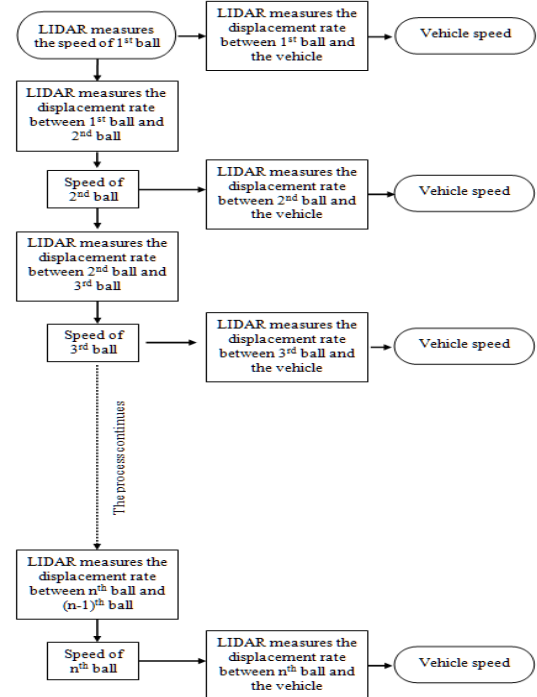 LIDAR measures
the speed of 1st ball
LIDAR measures the
displacement rate
between 1st ball and
the vehicle
Vehicle speed
LIDAR measures the
displacement rate
between 1st ball and
2nd ball
Speed of
2nd ball
LIDAR measures the
displacement rate
between 2nd ball and
the vehicle
Vehicle speed
LIDAR measures the
displacement rate
between 2nd ball and
3rd ball
Speed of
3rd ball
LIDAR measures the
displacement rate
between 3rd ball and
the vehicle
Vehicle speed
The process continues
LIDAR measures the
displacement rate
between nth ball and
(n-1)th ball
Speed of
nth ball
LIDAR measures the
displacement rate
between nth ball and
the vehicle
Vehicle speed